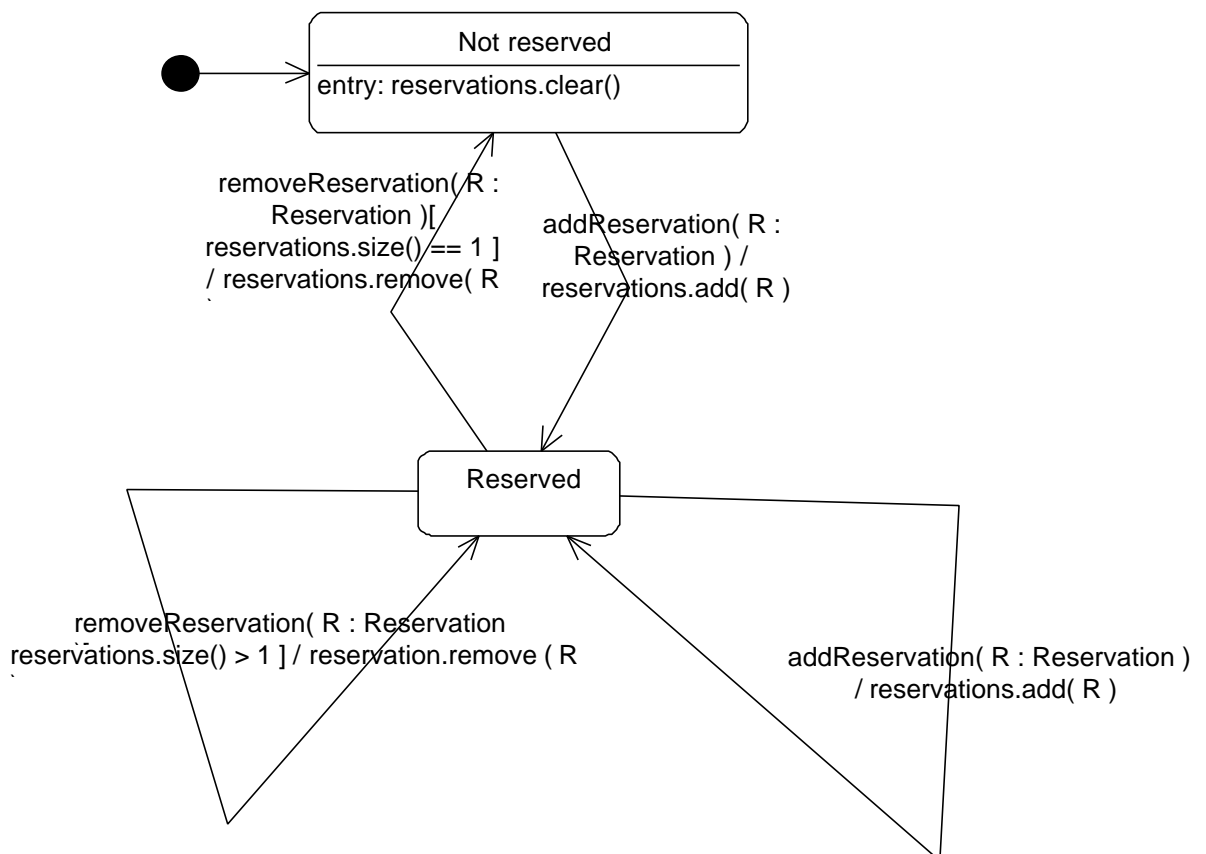 Not reserved
entry: reservations.clear()
removeReservation( R :
Reservation )[
reservations.size() == 1 ]
/ reservations.remove( R
addReservation( R :
Reservation ) /
reservations.add( R )
Reserved
removeReservation( R : Reservation
reservations.size() > 1 ] / reservation.remove ( R
addReservation( R : Reservation )
/ reservations.add( R )